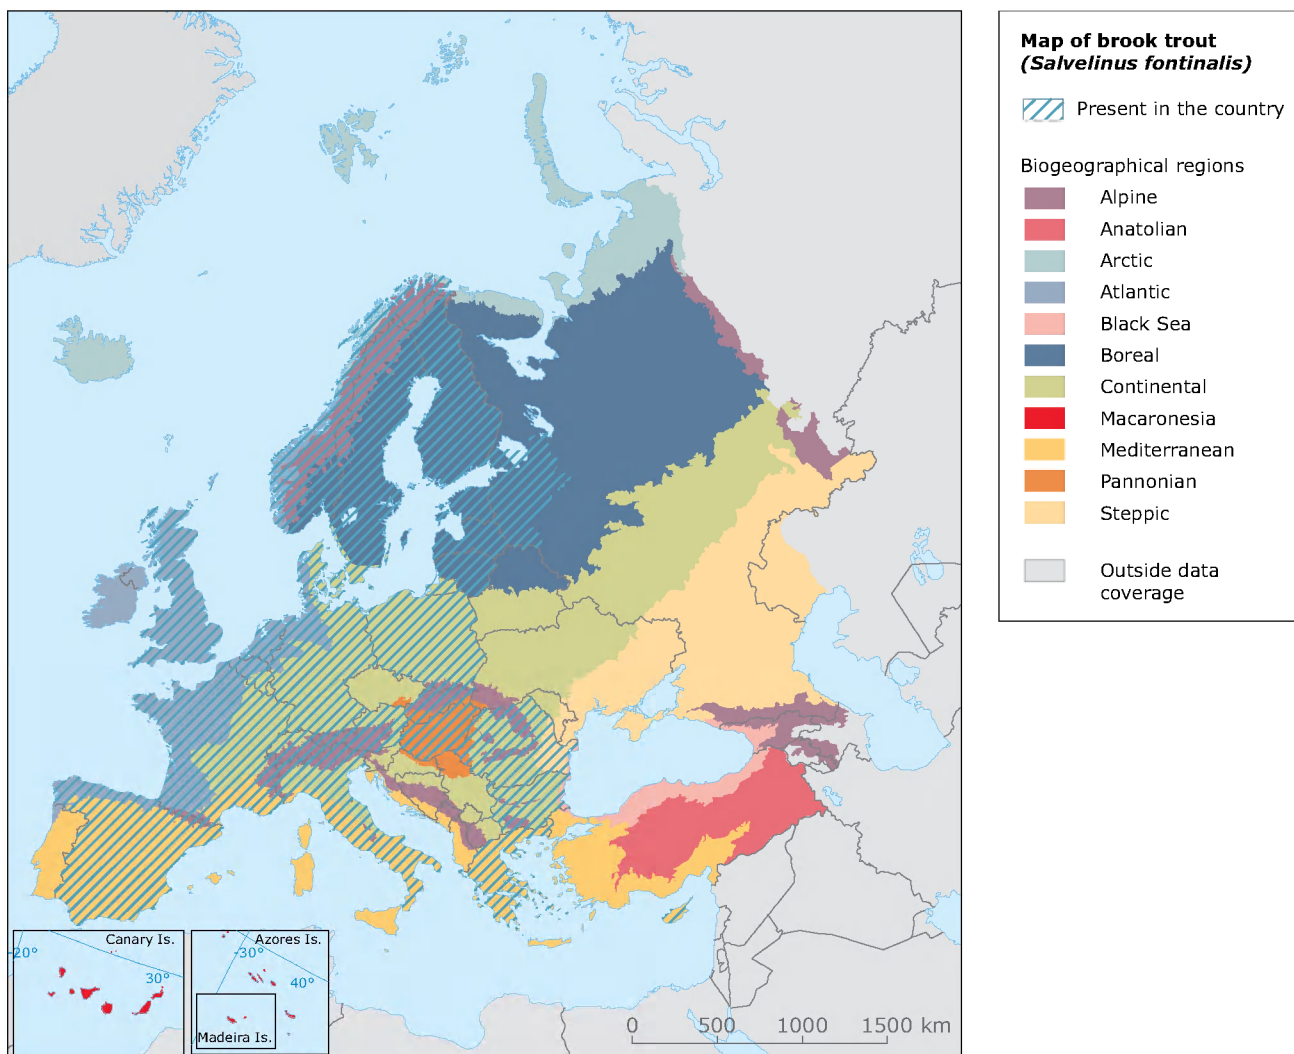 Map of brook trout
(Salvelinus fontinalis)
Present in the country
Biogeographical regions
Alpine
Anatolian
Arctic
Atlantic
Black Sea
Boreal
Continental
Macaronesia
Mediterranean
Pannonian
Steppic
Outside data
coverage
Canary Is.
-20°
30°
Azores Is.
-30°
40°
Madeira Is.
0 500 1000 1500 km